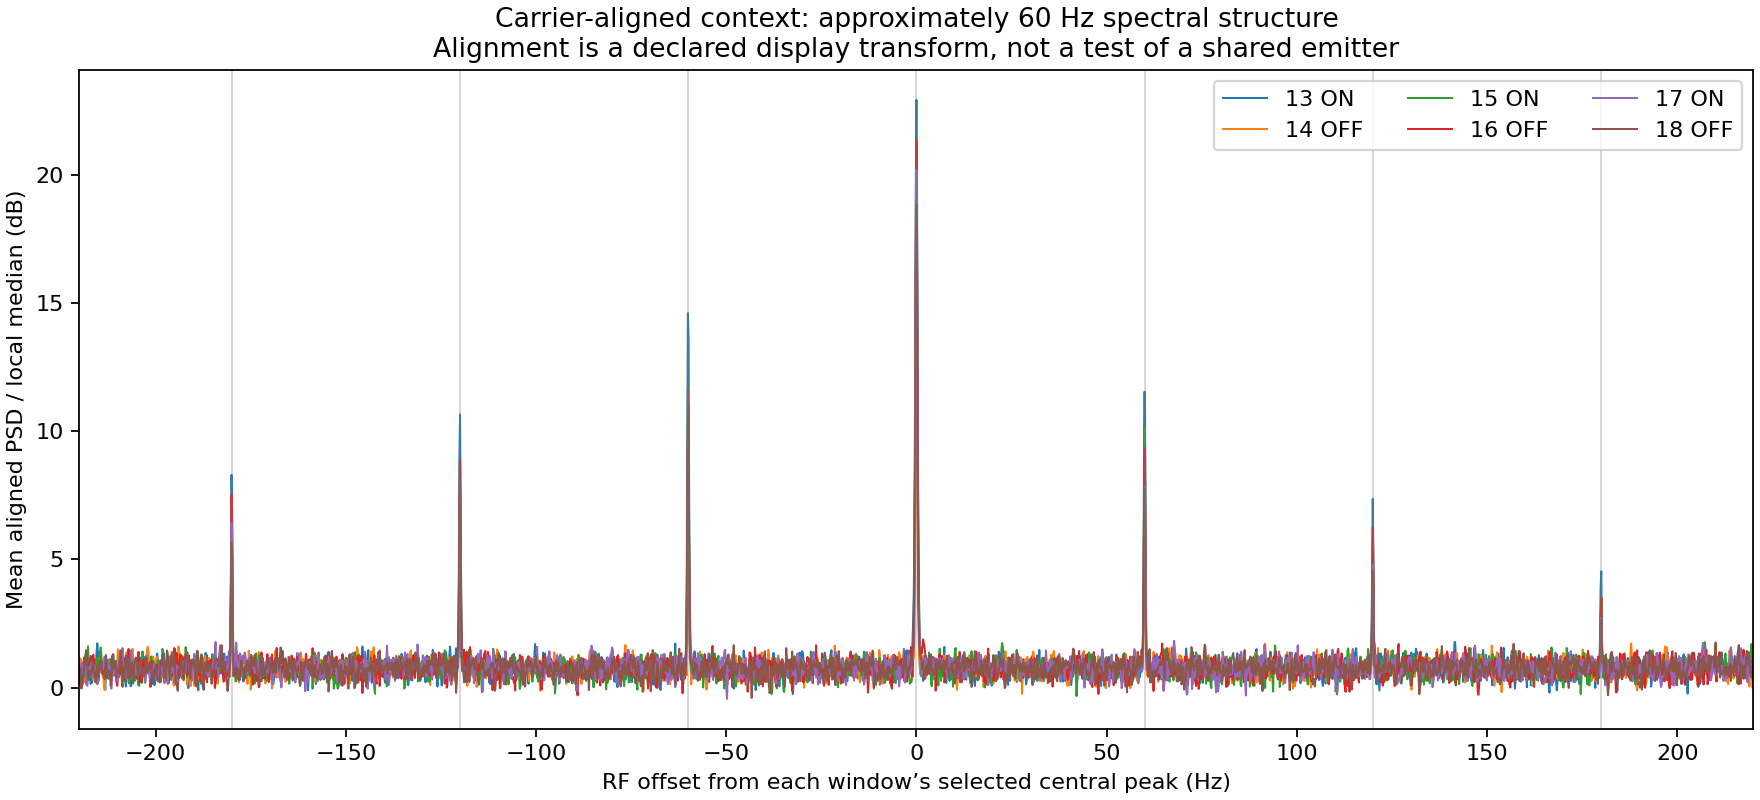 Carrier-aligned context: approximately 60 Hz spectral structure
Alignment is a declared display transform, not a test of a shared emitter
13 ON
14 OFF
15 ON
16 OFF
17 ON
18 OFF
Mean aligned PSD / local median (dB)
20
15
10
5
0
−200
−150
−100
−50
0
50
100
150
200
RF offset from each window’s selected central peak (Hz)